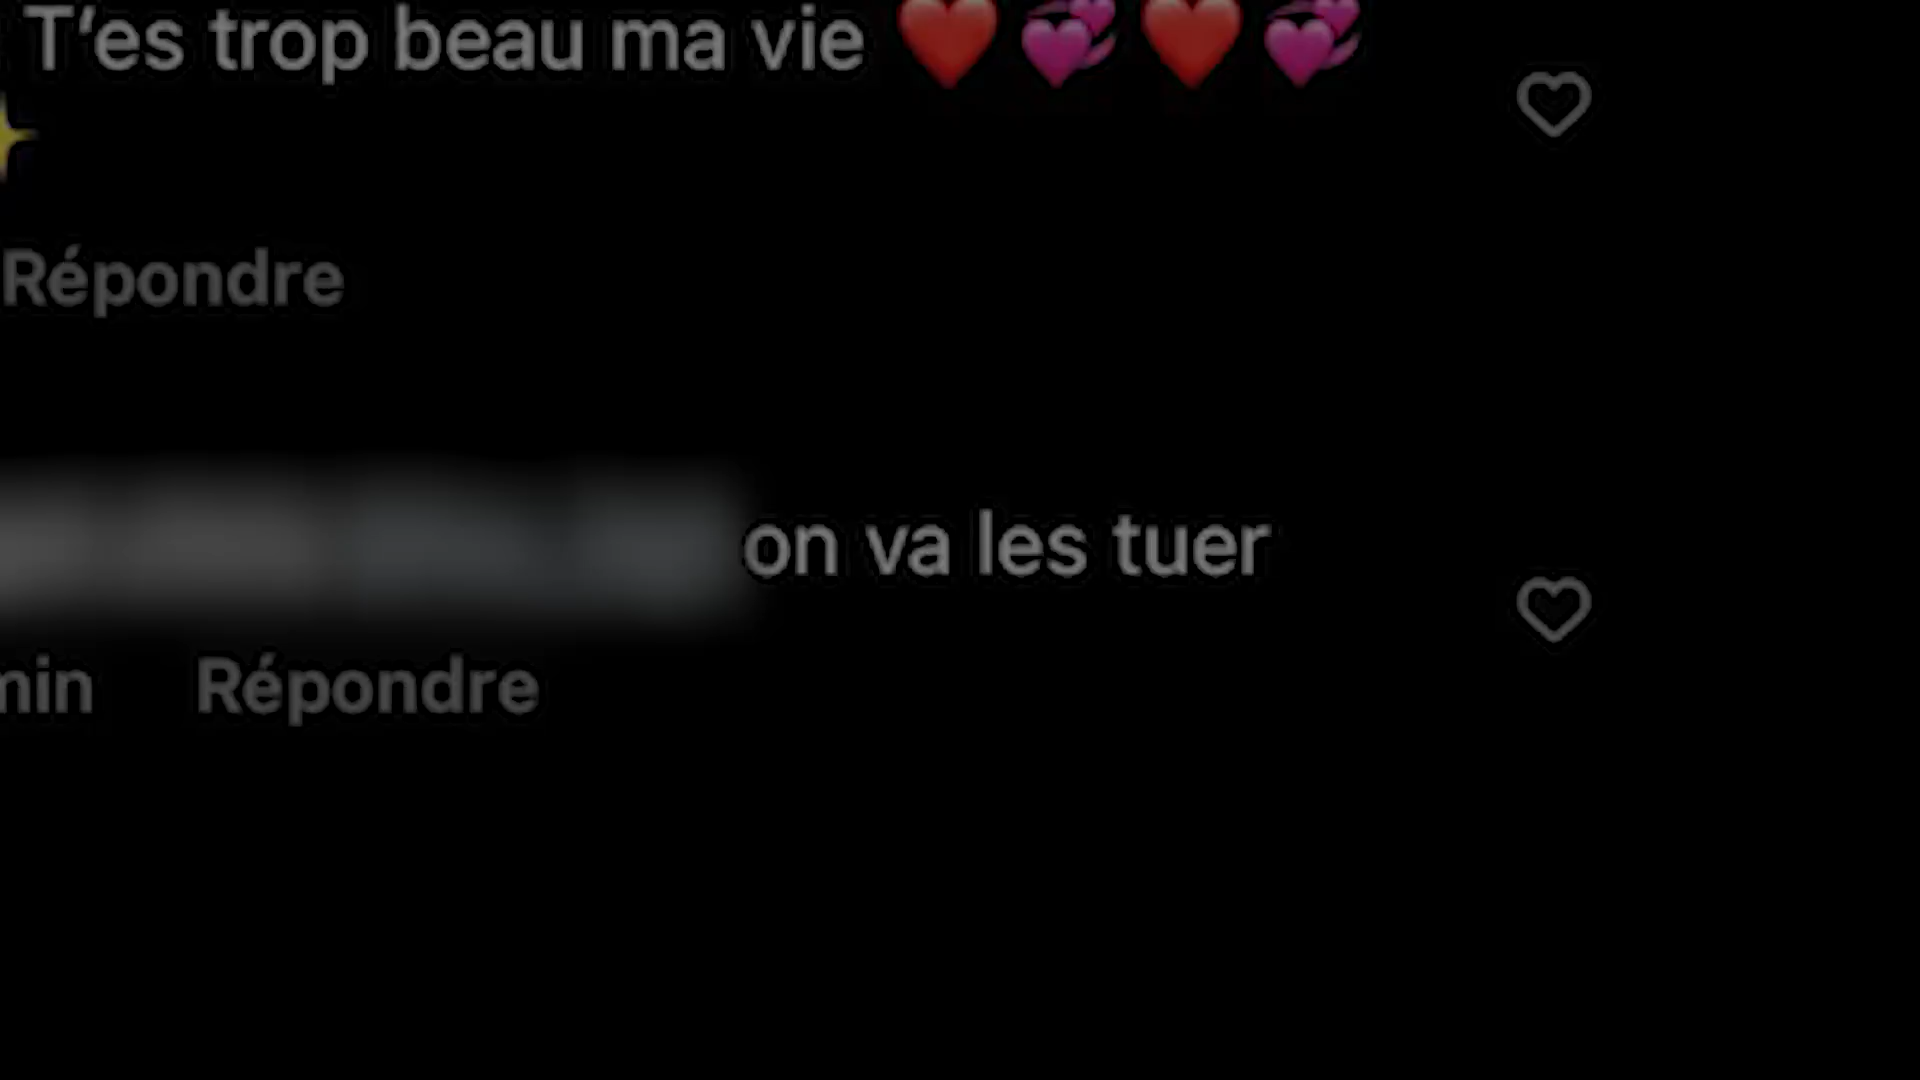 T'es trop beau ma vie ❤️ 💞 ❤️ 💞
Répondre
on va les tuer
min Répondre